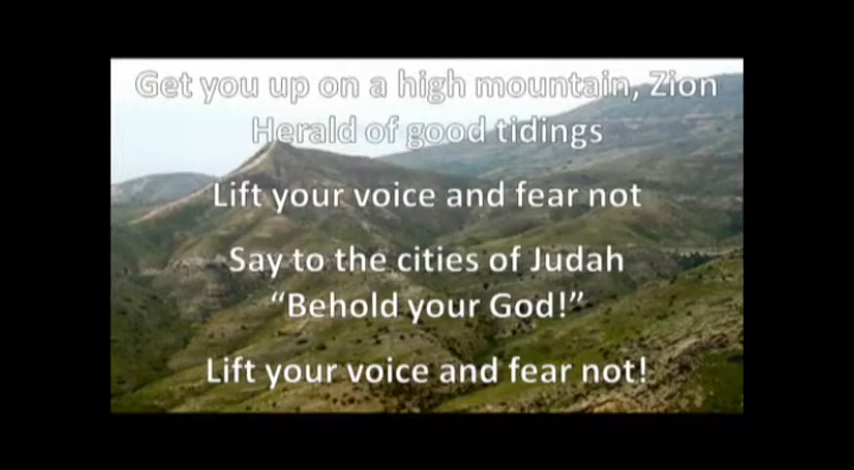 Get you up on a high mountain, Zion
Herald of good tidings
Lift your voice and fear not
Say to the cities of Judah
“Behold your God!”
Lift your voice and fear not!